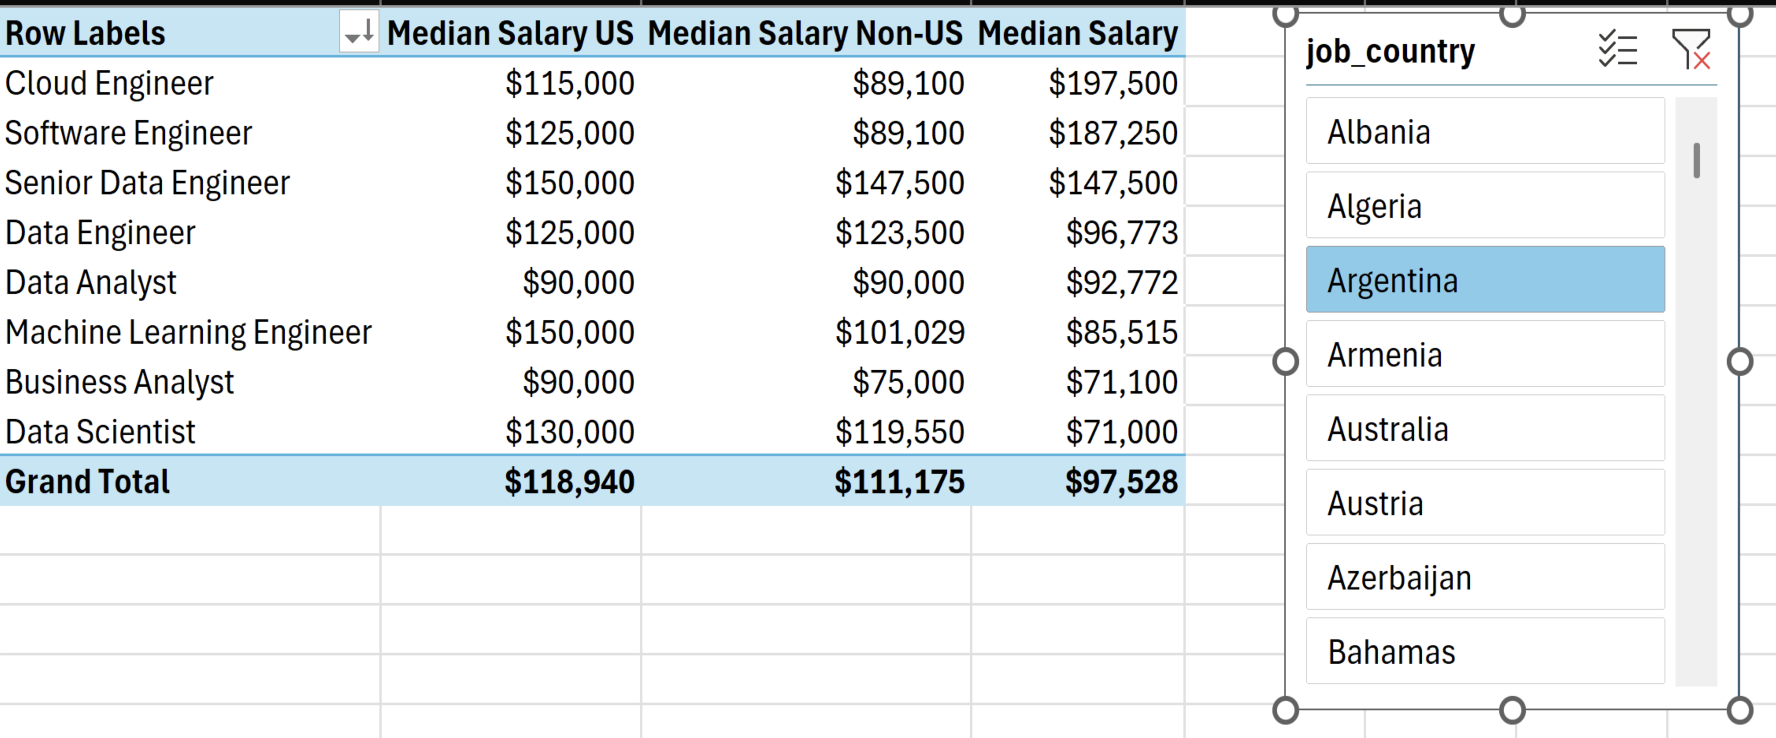 Row Labels Median Salary US Median Salary Non-US Median Salary
Cloud Engineer $115,000 $89,100 $197,500
Software Engineer $125,000 $89,100 $187,250
Senior Data Engineer $150,000 $147,500 $147,500
Data Engineer $125,000 $123,500 $96,773
Data Analyst $90,000 $90,000 $92,772
Machine Learning Engineer $150,000 $101,029 $85,515
Business Analyst $90,000 $75,000 $71,100
Data Scientist $130,000 $119,550 $71,000
Grand Total $118,940 $111,175 $97,528
job_country
Albania
Algeria
Argentina
Armenia
Australia
Austria
Azerbaijan
Bahamas